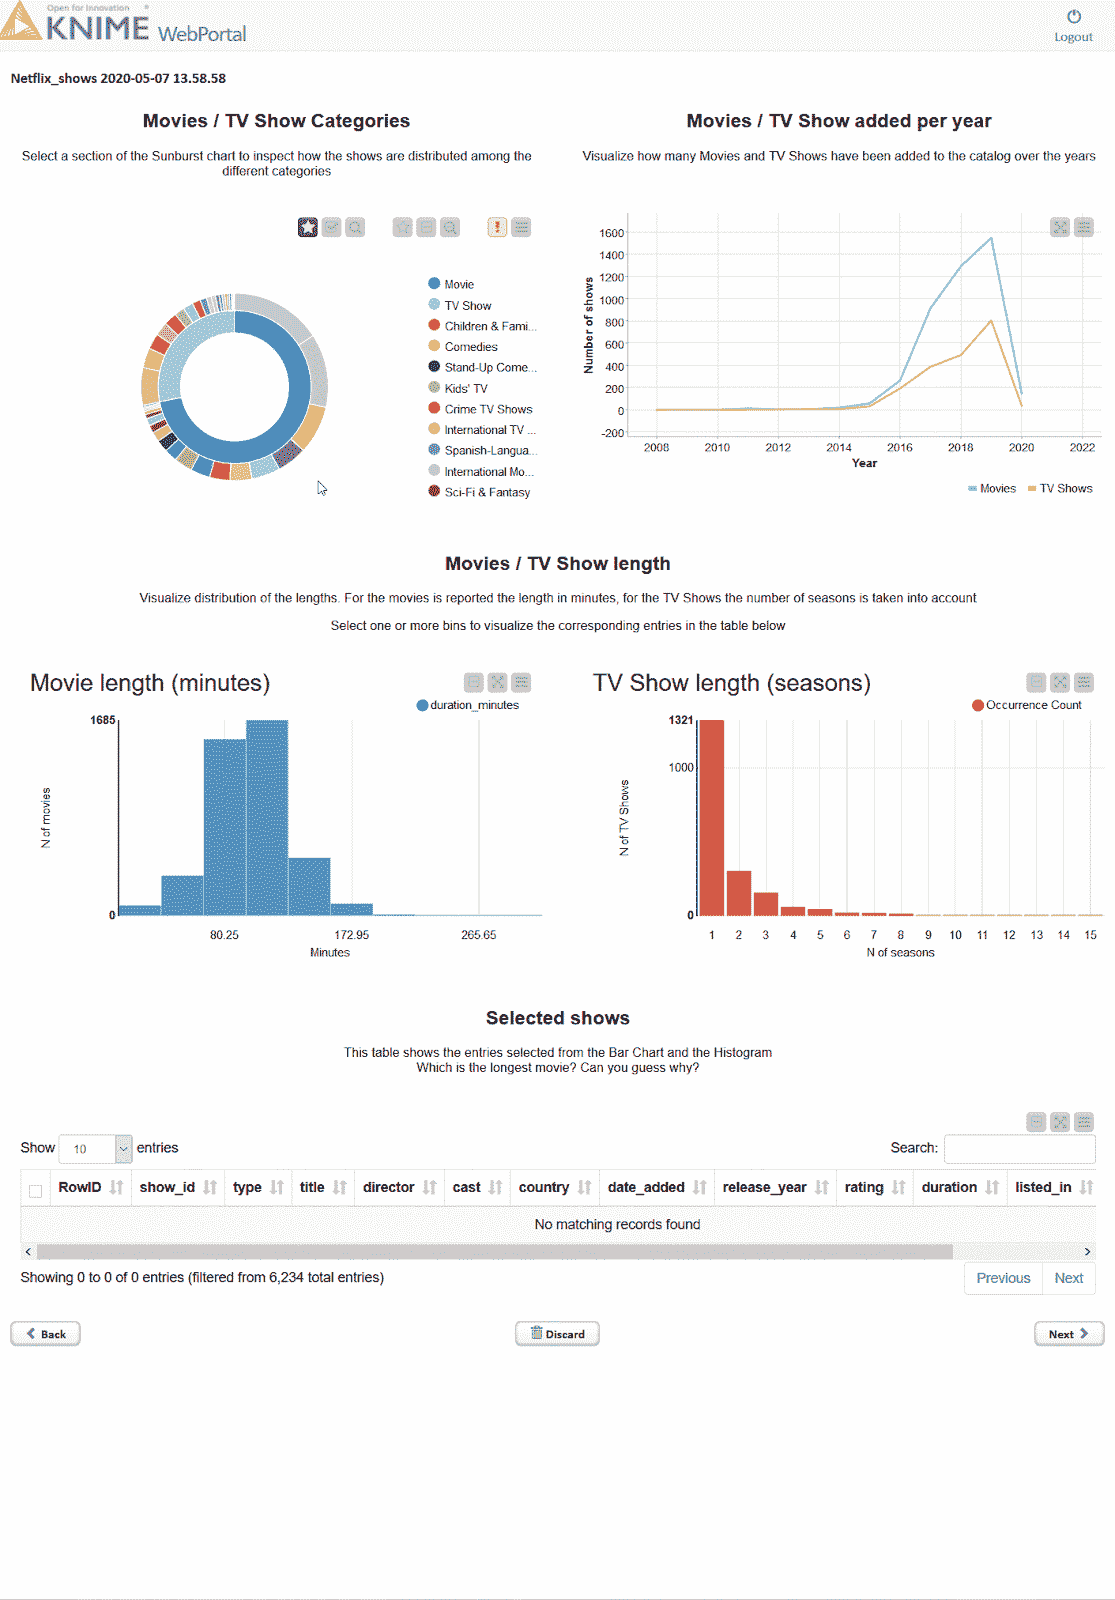 Open for Innovation
KNIME WebPortal
Logout
Netflix_shows 2020-05-07 13.58.58
Movies / TV Show Categories
Select a section of the Sunburst chart to inspect how the shows are distributed among the
different categories
Movie
TV Show
Children & Fami...
Comedies
Stand-Up Come...
Kids' TV
Crime TV Shows
International TV ...
Spanish-Langua...
International Mo...
Sci-Fi & Fantasy
Movies / TV Show added per year
Visualize how many Movies and TV Shows have been added to the catalog over the years
Number of shows
1600
1400
1200
1000
800
600
400
200
0
-200
2008 2010 2012 2014 2016 2018 2020 2022
Year
Movies TV Shows
Movies / TV Show length
Visualize distribution of the lengths. For the movies is reported the length in minutes, for the TV Shows the number of seasons is taken into account
Select one or more bins to visualize the corresponding entries in the table below
Movie length (minutes)
duration_minutes
1685
N of movies
0
80.25 172.95 265.65
Minutes
TV Show length (seasons)
Occurrence Count
1321
1000
N of TV Shows
0
1 2 3 4 5 6 7 8 9 10 11 12 13 14 15
N of seasons
Selected shows
This table shows the entries selected from the Bar Chart and the Histogram
Which is the longest movie? Can you guess why?
Show 10 entries
Search:
RowID show_id type title director cast country date_added release_year rating duration listed_in
No matching records found
Showing 0 to 0 of 0 entries (filtered from 6,234 total entries)
Previous Next
Back
Discard
Next